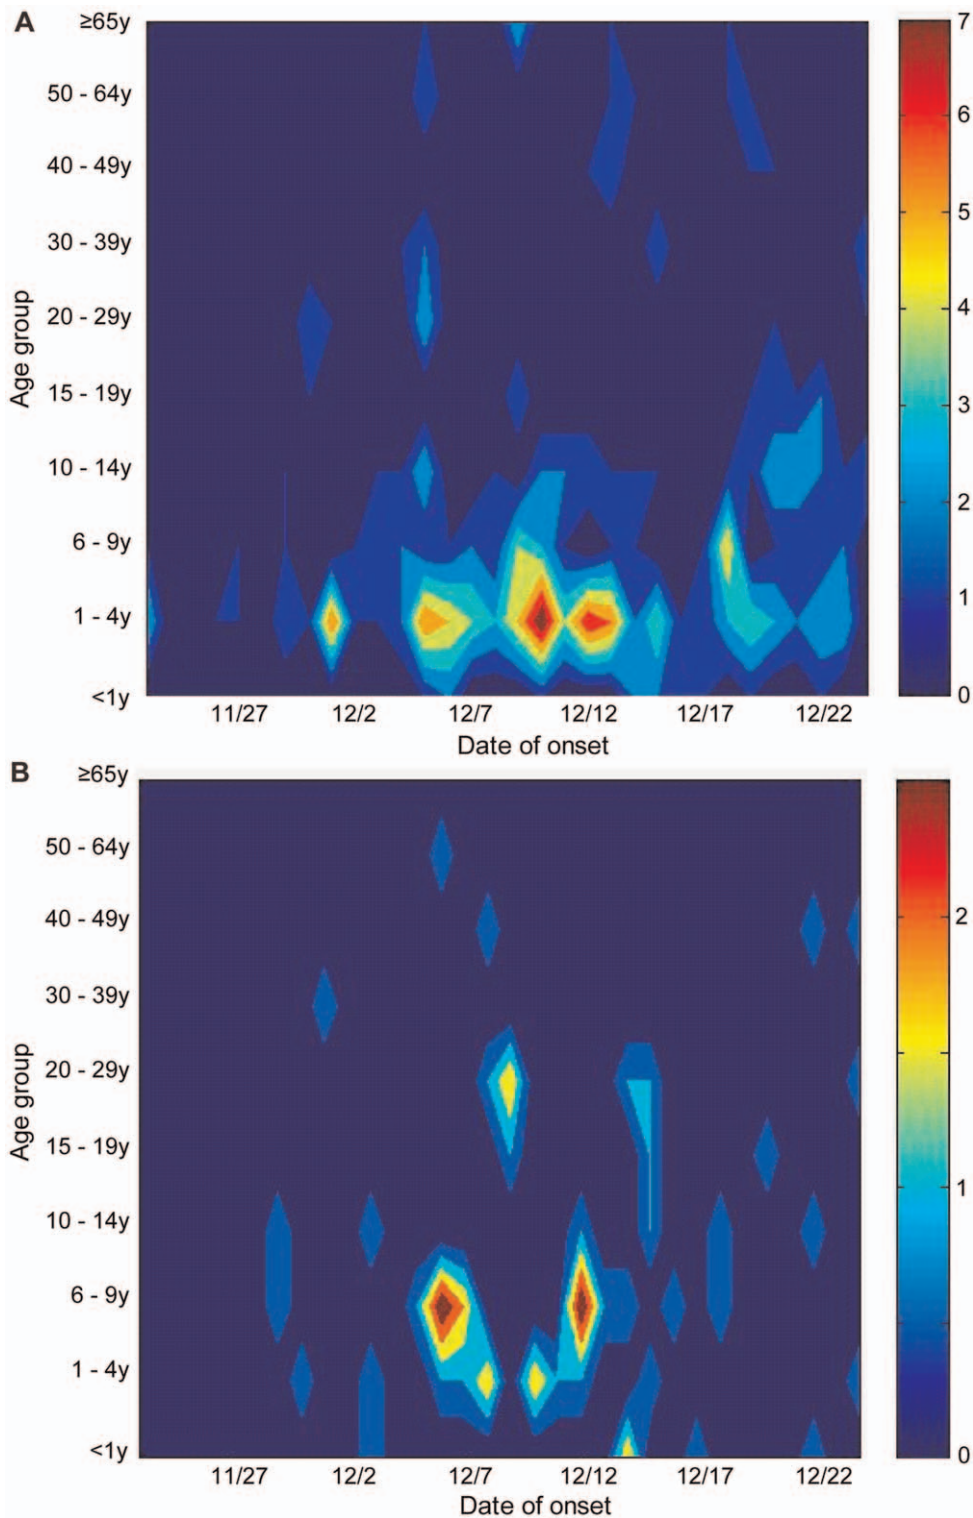 A
≥65y
50 - 64y
40 - 49y
30 - 39y
20 - 29y
15 - 19y
10 - 14y
6 - 9y
1 - 4y
<1y
Age group
11/27 12/2 12/7 12/12 12/17 12/22
Date of onset
7
6
5
4
3
2
1
0
B
≥65y
50 - 64y
40 - 49y
30 - 39y
20 - 29y
15 - 19y
10 - 14y
6 - 9y
1 - 4y
<1y
Age group
11/27 12/2 12/7 12/12 12/17 12/22
Date of onset
2
1
0